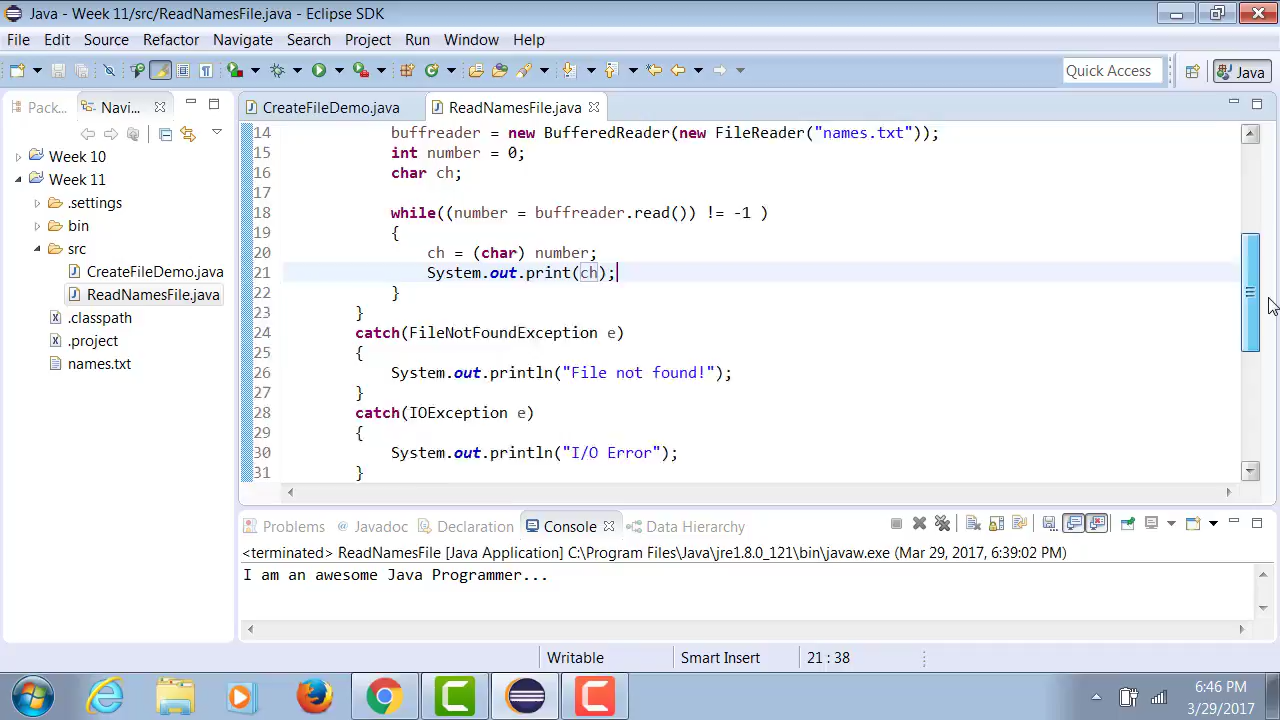 Java - Week 11/src/ReadNamesFile.java - Eclipse SDK
File Edit Source Refactor Navigate Search Project Run Window Help
Quick Access
Java
Pack...
Navi...
CreateFileDemo.java
ReadNamesFile.java
Week 10
Week 11
.settings
bin
src
CreateFileDemo.java
ReadNamesFile.java
.classpath
.project
names.txt
14 buffreader = new BufferedReader(new FileReader("names.txt"));
15 int number = 0;
16 char ch;
17
18 while((number = buffreader.read()) != -1 )
19 {
20 ch = (char) number;
21 System.out.print(ch);
22 }
23 }
24 catch(FileNotFoundException e)
25 {
26 System.out.println("File not found!");
27 }
28 catch(IOException e)
29 {
30 System.out.println("I/O Error");
31 }
Problems @ Javadoc Declaration Console Data Hierarchy
<terminated> ReadNamesFile [Java Application] C:\Program Files\Java\jre1.8.0_121\bin\javaw.exe (Mar 29, 2017, 6:39:02 PM)
I am an awesome Java Programmer...
Writable Smart Insert 21 : 38
6:46 PM
3/29/2017